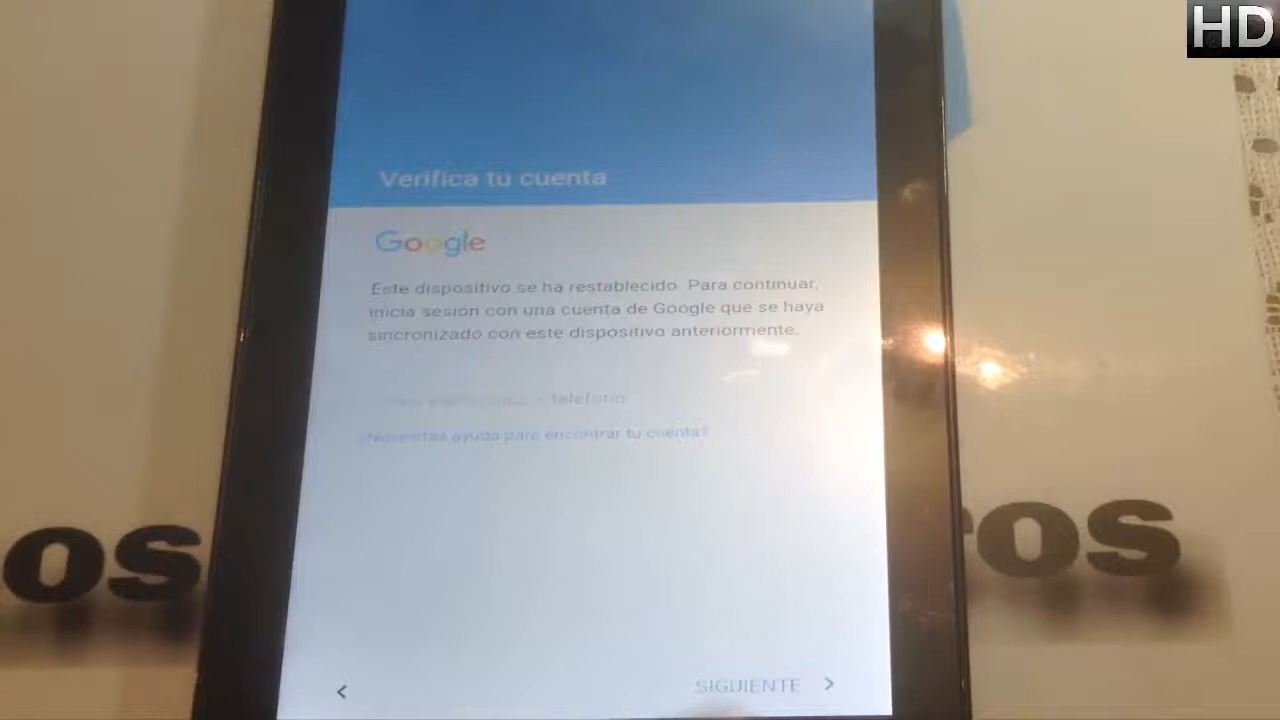 HD
Verifica tu cuenta
Google
Este dispositivo se ha restablecido. Para continuar,
inicia sesión con una cuenta de Google que se haya
sincronizado con este dispositivo anteriormente.
teléfono
¿Necesitas ayuda para encontrar tu cuenta?
os
ros
SIGUIENTE